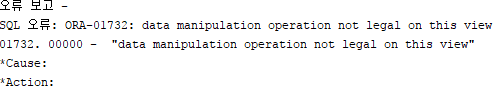 오류 보고 -
SQL 오류: ORA-01732: data manipulation operation not legal on this view
01732. 00000 -  "data manipulation operation not legal on this view"
*Cause:
*Action: